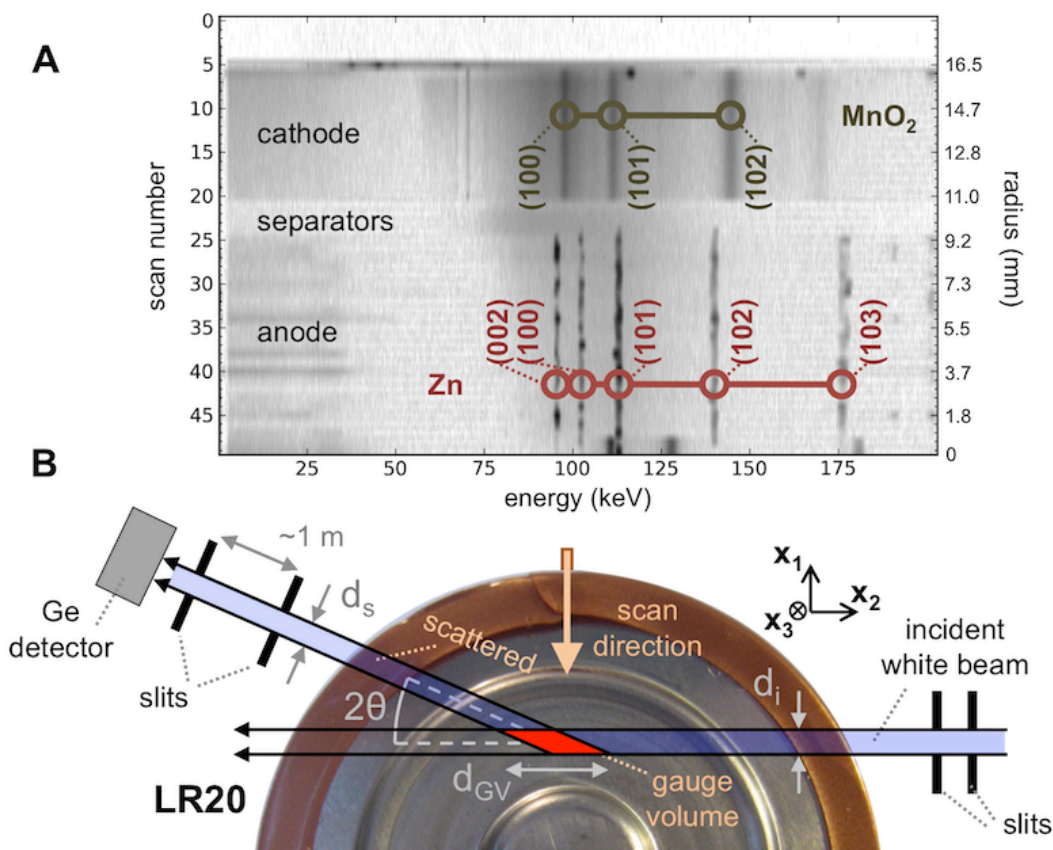 A
0
5
10
15
20
25
30
35
40
45
scan number
cathode
separators
anode
MnO2
(100)
(101)
(102)
(002)
(100)
(101)
(102)
(103)
Zn
16.5
14.7
12.8
11.0
9.2
7.3
5.5
3.7
1.8
0
radius (mm)
25
50
75
100
125
150
175
energy (keV)
B
~1 m
Ge
detector
slits
ds
scattered
2θ
scan
direction
x1
x2
x3
incident
white beam
di
dGV
gauge
volume
LR20
slits